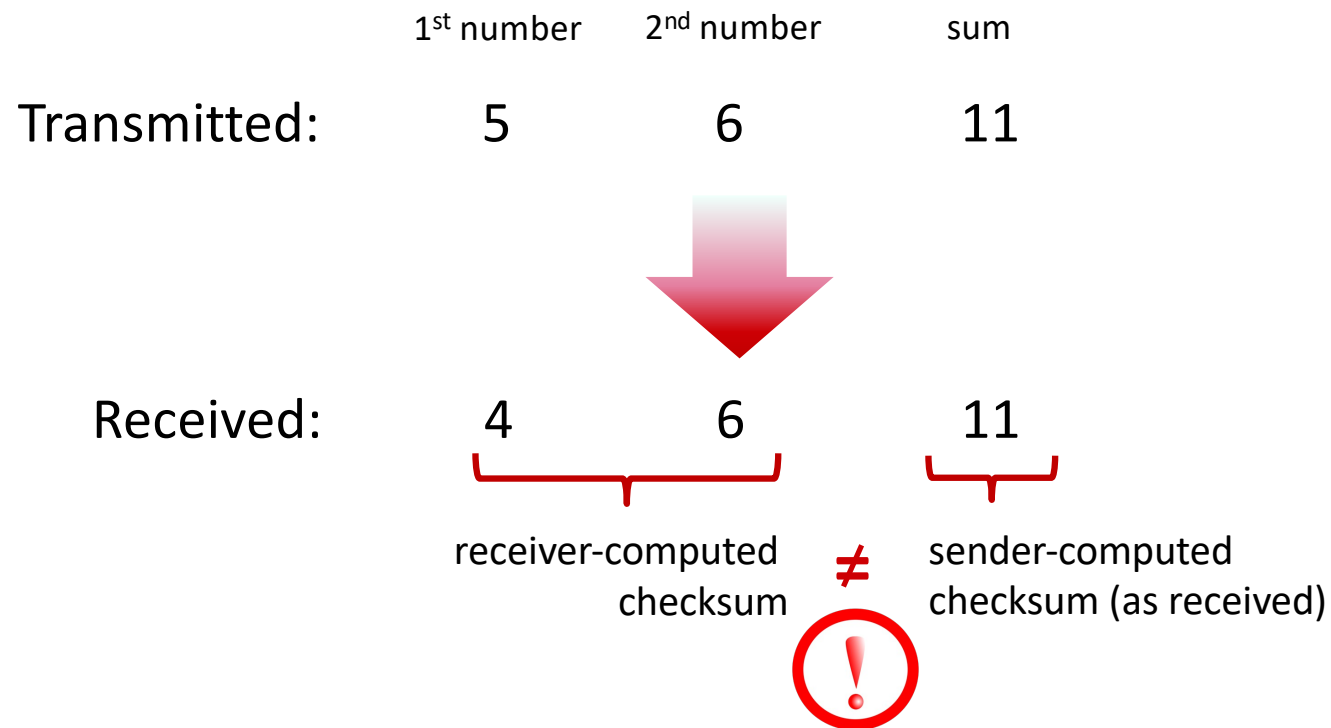 1st number 2nd number sum
Transmitted: 5 6 11
Received: 4 6 11
receiver-computed ≠ sender-computed
checksum checksum (as received)
!